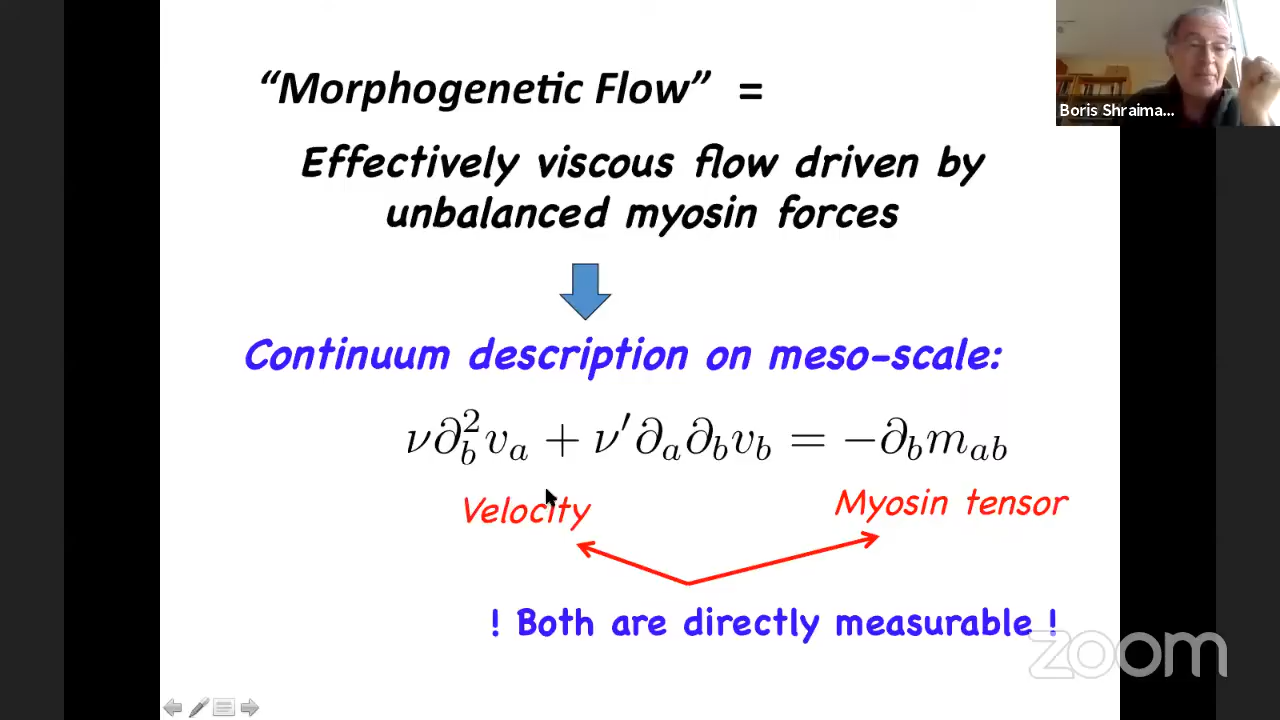 “Morphogenetic Flow” =
Effectively viscous flow driven by
unbalanced myosin forces
Continuum description on meso-scale:
ν∂²_b v_a + ν′∂_a∂_b v_b = −∂_b m_ab
Velocity
Myosin tensor
! Both are directly measurable !
Boris Shraima...
zoom